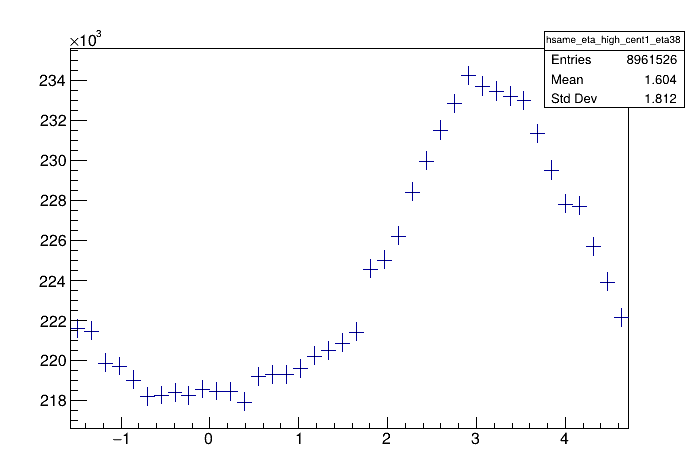 ×10³
hsame_eta_high_cent1_eta38
Entries 8961526
Mean 1.604
Std Dev 1.812
234
232
230
228
226
224
222
220
218
−1 0 1 2 3 4